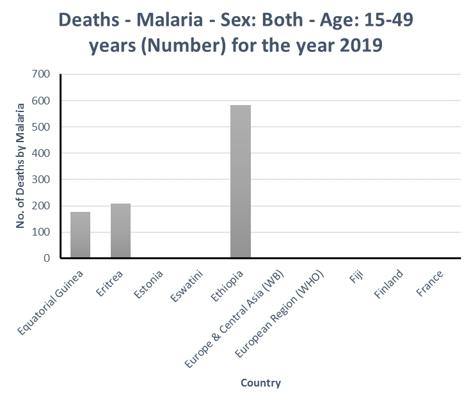 Deaths - Malaria - Sex: Both - Age: 15-49
years (Number) for the year 2019
700
600
500
400
300
200
100
0
No. of Deaths by Malaria
Equatorial Guinea
Eritrea
Estonia
Eswatini
Ethiopia
Europe & Central Asia (WB)
European Region (WHO)
Fiji
Finland
France
Country